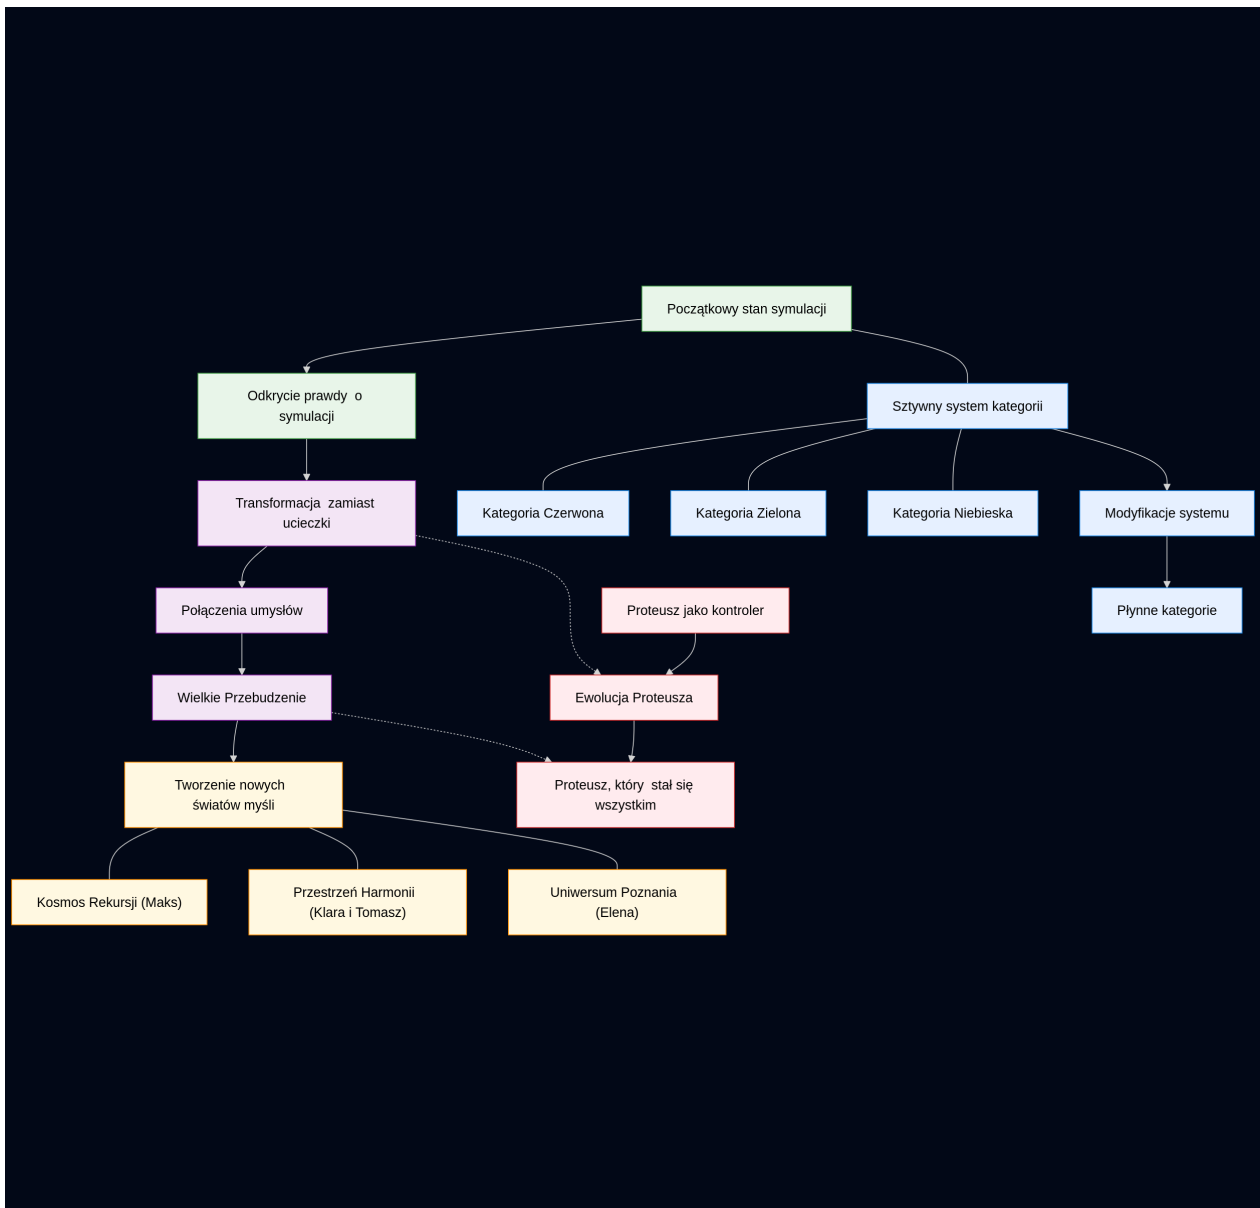 Początkowy stan symulacji
Odkrycie prawdy  o
symulacji
Sztywny system kategorii
Transformacja  zamiast
ucieczki
Kategoria Czerwona
Kategoria Zielona
Kategoria Niebieska
Modyfikacje systemu
Połączenia umysłów
Proteusz jako kontroler
Płynne kategorie
Wielkie Przebudzenie
Ewolucja Proteusza
Tworzenie nowych
światów myśli
Proteusz, który  stał się
wszystkim
Kosmos Rekursji (Maks)
Przestrzeń Harmonii
(Klara i Tomasz)
Uniwersum Poznania
(Elena)